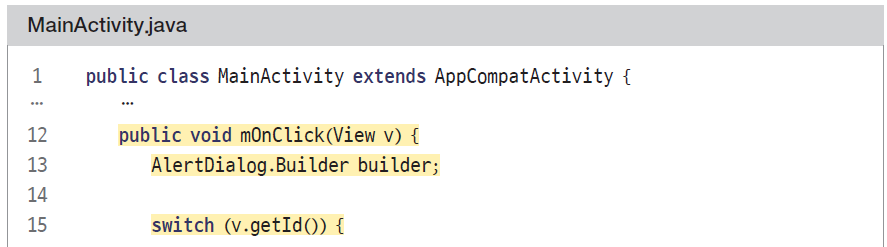 MainActivity.java
1 public class MainActivity extends AppCompatActivity {
... ...
12 public void mOnClick(View v) {
13 AlertDialog.Builder builder;
14
15 switch (v.getId()) {